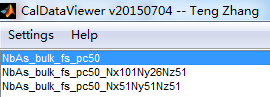 CalDataViewer v20150704 -- Teng Zhang
Settings Help
NbAs_bulk_fs_pc50
NbAs_bulk_fs_pc50_Nx101Ny26Nz51
NbAs_bulk_fs_pc50_Nx51Ny51Nz51